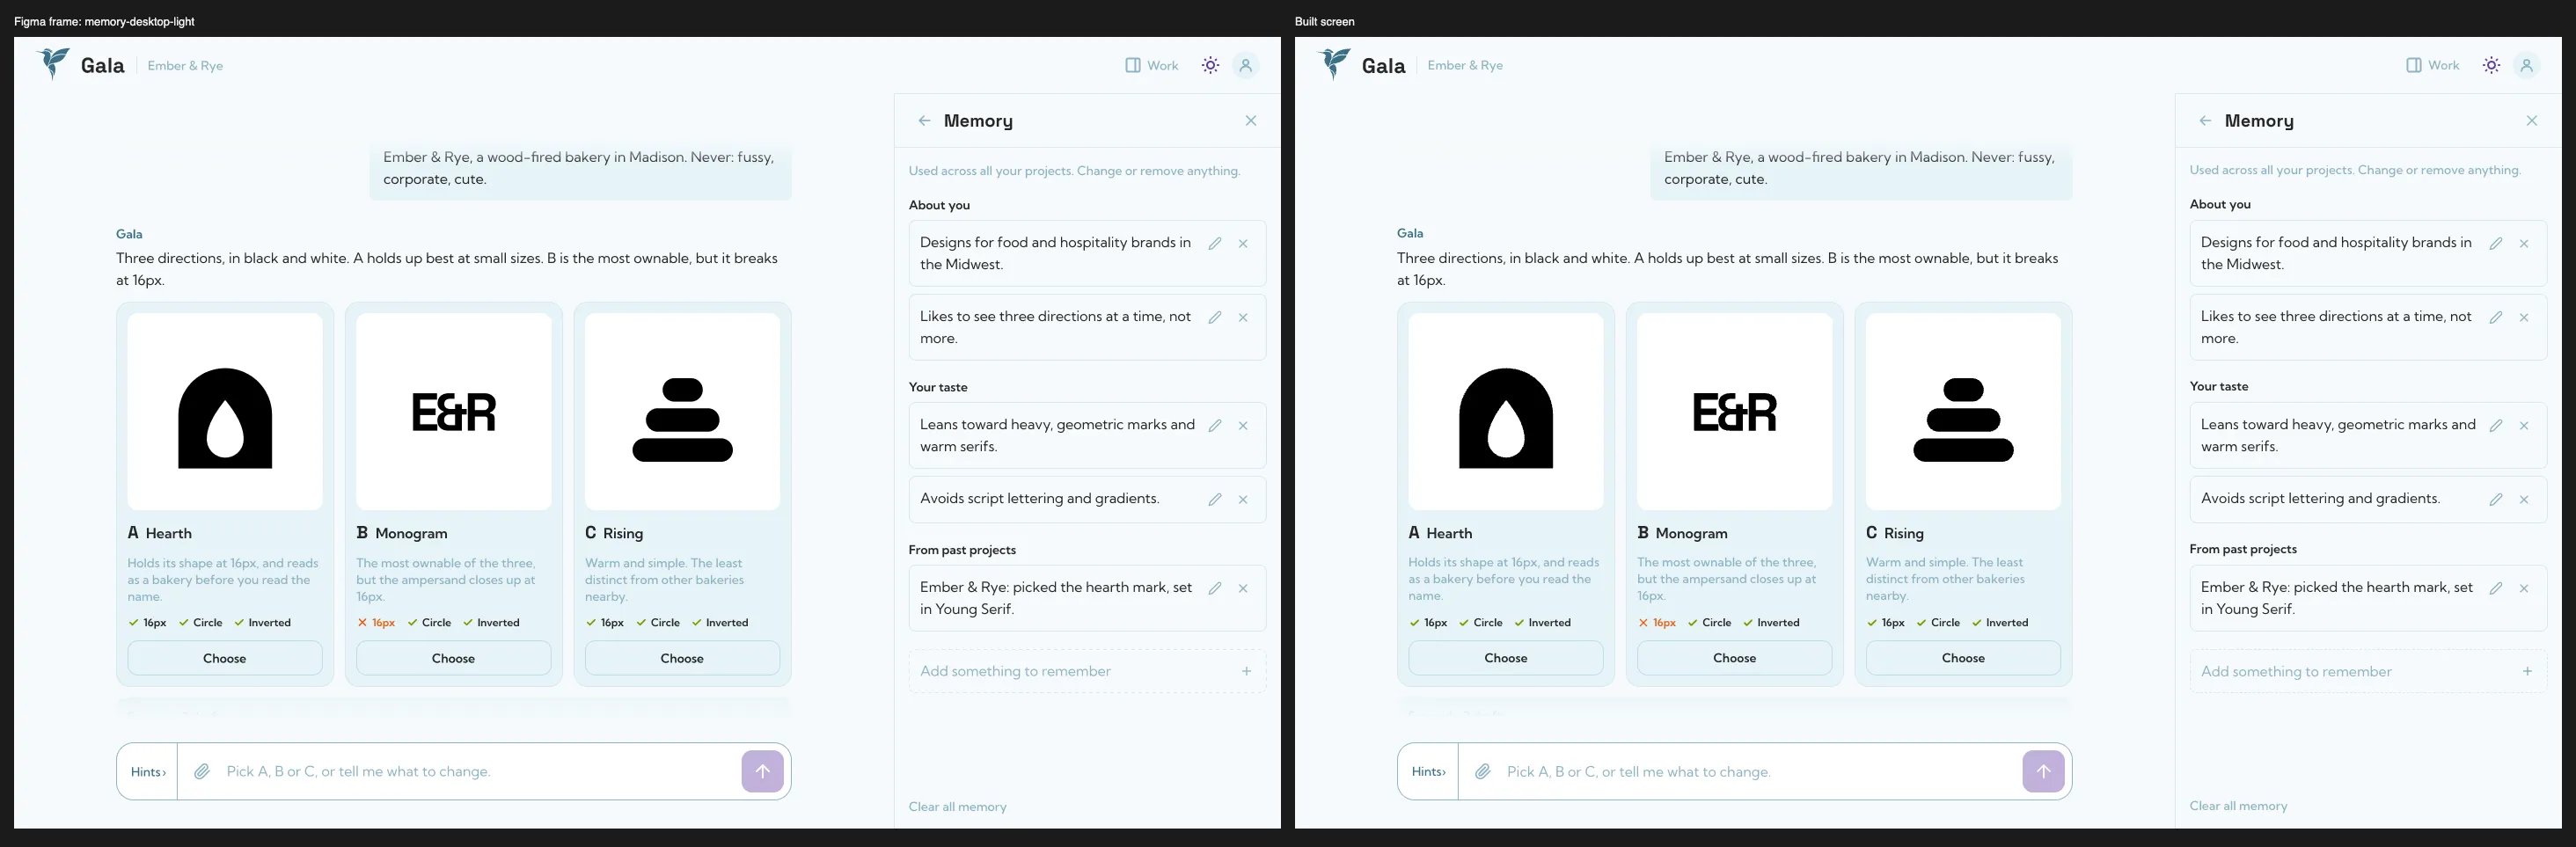 Figma frame: memory-desktop-light
Gala
Ember & Rye
Work
Ember & Rye, a wood-fired bakery in Madison. Never: fussy,
corporate, cute.
Gala
Three directions, in black and white. A holds up best at small sizes. B is the most ownable, but it breaks
at 16px.
A Hearth
Holds its shape at 16px, and reads
as a bakery before you read the
name.
16px Circle Inverted
Choose
E&R
B Monogram
The most ownable of the three,
but the ampersand closes up at
16px.
16px Circle Inverted
Choose
C Rising
Warm and simple. The least
distinct from other bakeries
nearby.
16px Circle Inverted
Choose
Hints›
Pick A, B or C, or tell me what to change.
Memory
Used across all your projects. Change or remove anything.
About you
Designs for food and hospitality brands in
the Midwest.
Likes to see three directions at a time, not
more.
Your taste
Leans toward heavy, geometric marks and
warm serifs.
Avoids script lettering and gradients.
From past projects
Ember & Rye: picked the hearth mark, set
in Young Serif.
Add something to remember
Clear all memory
Built screen
Gala
Ember & Rye
Work
Ember & Rye, a wood-fired bakery in Madison. Never: fussy,
corporate, cute.
Gala
Three directions, in black and white. A holds up best at small sizes. B is the most ownable, but it breaks
at 16px.
A Hearth
Holds its shape at 16px, and reads
as a bakery before you read the
name.
16px Circle Inverted
Choose
E&R
B Monogram
The most ownable of the three,
but the ampersand closes up at
16px.
16px Circle Inverted
Choose
C Rising
Warm and simple. The least
distinct from other bakeries
nearby.
16px Circle Inverted
Choose
Hints›
Pick A, B or C, or tell me what to change.
Memory
Used across all your projects. Change or remove anything.
About you
Designs for food and hospitality brands in
the Midwest.
Likes to see three directions at a time, not
more.
Your taste
Leans toward heavy, geometric marks and
warm serifs.
Avoids script lettering and gradients.
From past projects
Ember & Rye: picked the hearth mark, set
in Young Serif.
Add something to remember
Clear all memory